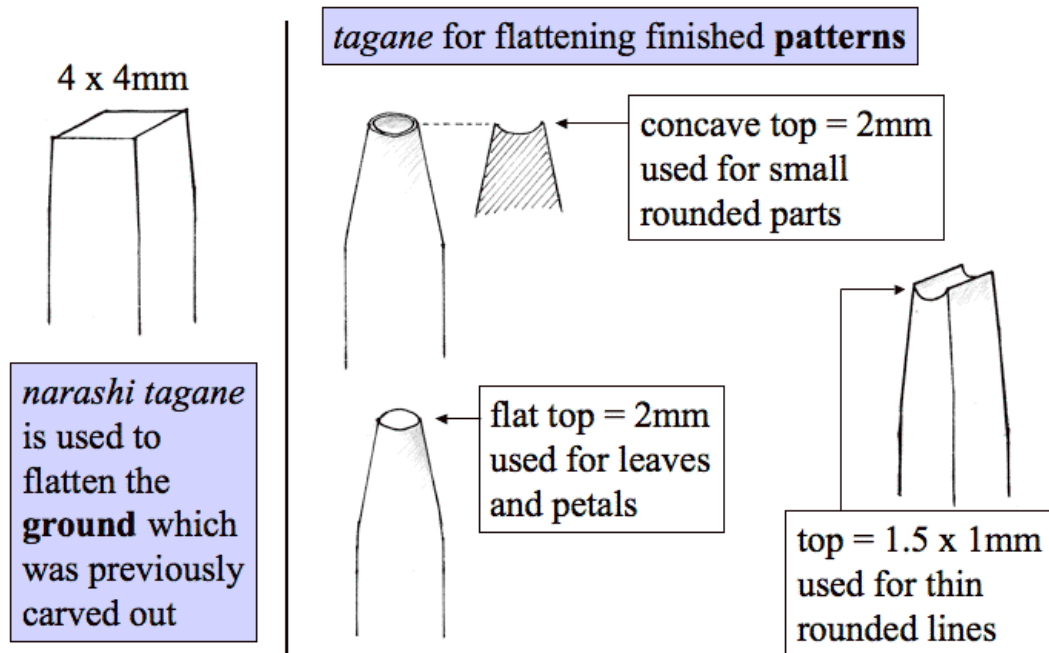 4 x 4mm
narashi tagane
is used to
flatten the
ground which
was previously
carved out
tagane for flattening finished patterns
concave top = 2mm
used for small
rounded parts
flat top = 2mm
used for leaves
and petals
top = 1.5 x 1mm
used for thin
rounded lines